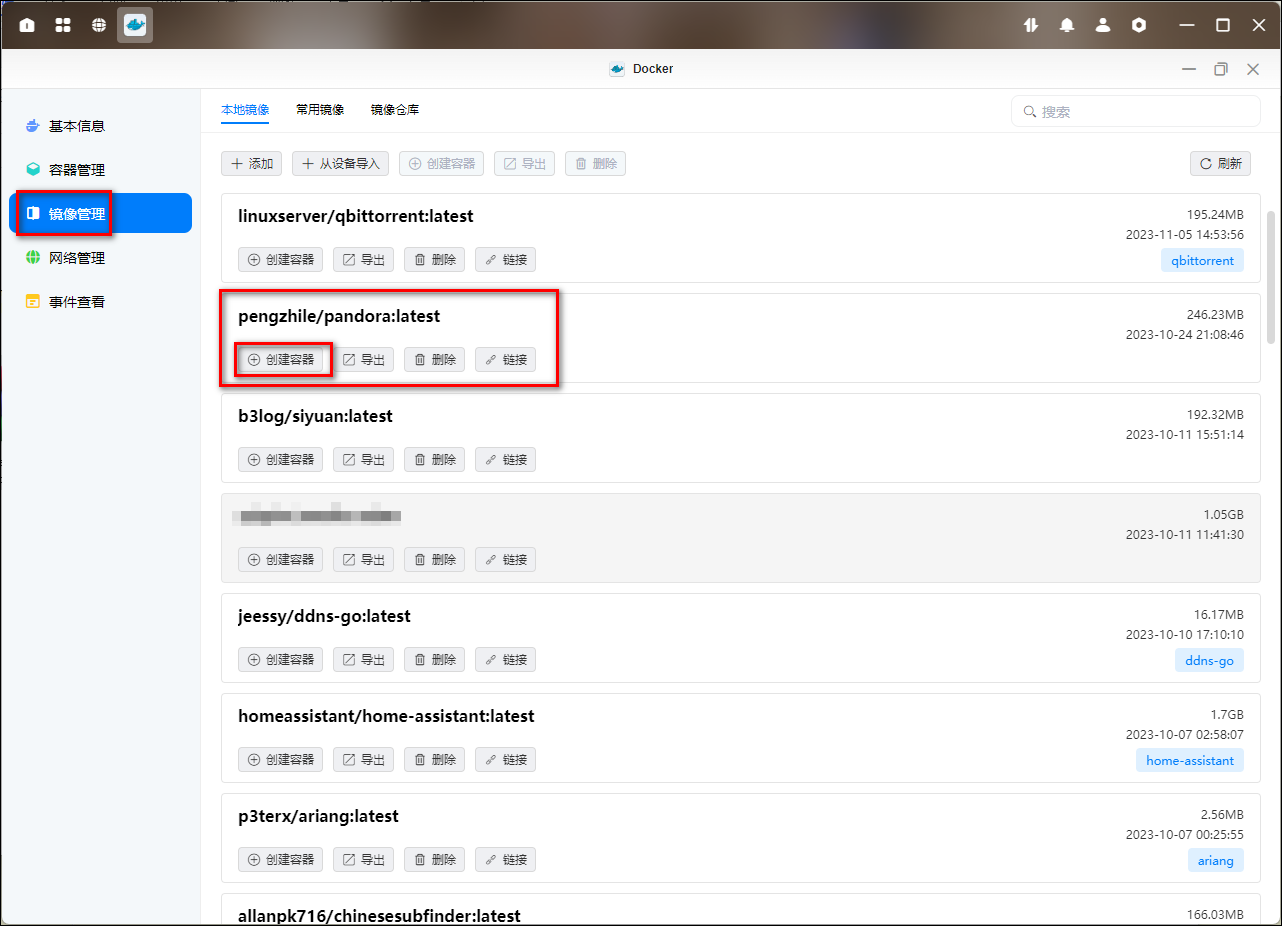 Docker
本地镜像 常用镜像 镜像仓库 搜索
基本信息
容器管理
镜像管理
网络管理
事件查看
添加 从设备导入 创建容器 导出 删除 刷新
linuxserver/qbittorrent:latest 195.24MB
2023-11-05 14:53:56
创建容器 导出 删除 链接 qbittorrent
pengzhile/pandora:latest 246.23MB
2023-10-24 21:08:46
创建容器 导出 删除 链接
b3log/siyuan:latest 192.32MB
2023-10-11 15:51:14
创建容器 导出 删除 链接
1.05GB
2023-10-11 11:41:30
创建容器 导出 删除 链接
jeessy/ddns-go:latest 16.17MB
2023-10-10 17:10:10
创建容器 导出 删除 链接 ddns-go
homeassistant/home-assistant:latest 1.7GB
2023-10-07 02:58:07
创建容器 导出 删除 链接 home-assistant
p3terx/ariang:latest 2.56MB
2023-10-07 00:25:55
创建容器 导出 删除 链接 ariang
allanpk716/chinesesubfinder:latest 166.03MB